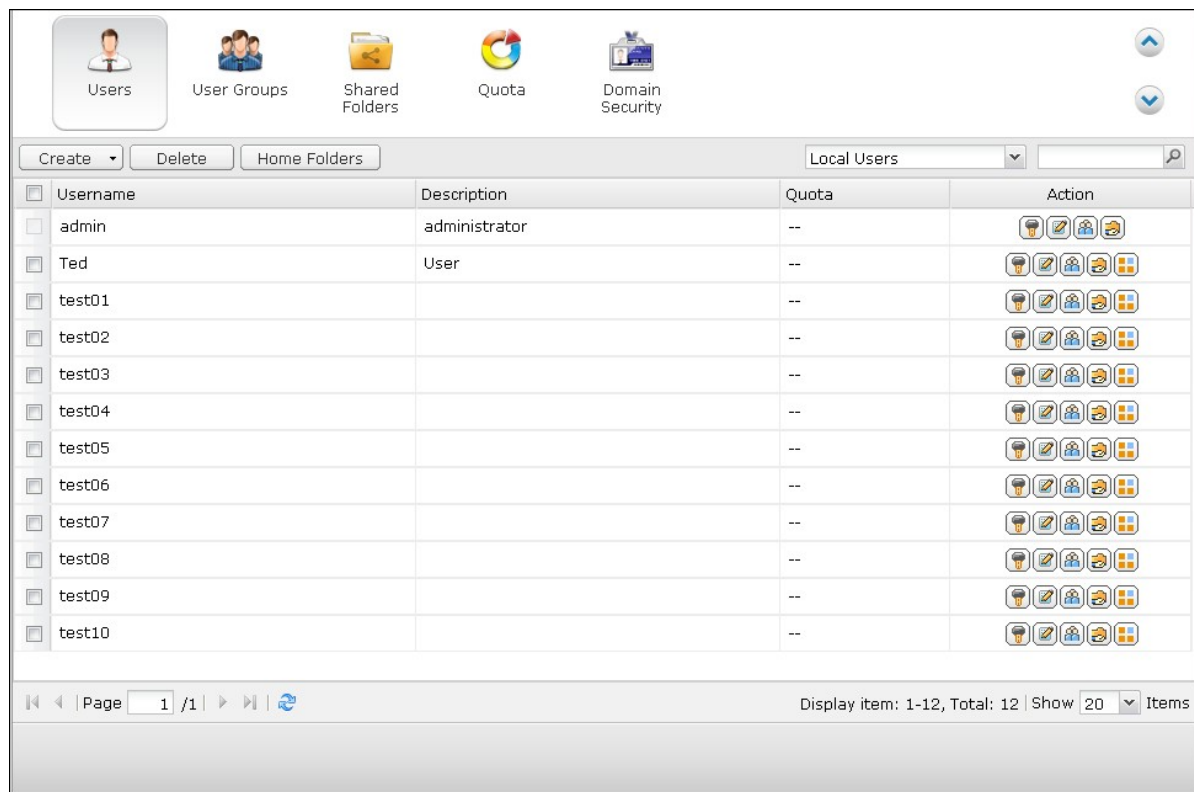 Users
User Groups
Shared
Folders
Quota
Domain
Security
Create
Delete
Home Folders
Local Users
Username Description Quota Action
admin administrator --
Ted User --
test01 --
test02 --
test03 --
test04 --
test05 --
test06 --
test07 --
test08 --
test09 --
test10 --
Page 1 /1
Display item: 1-12, Total: 12 Show 20 Items